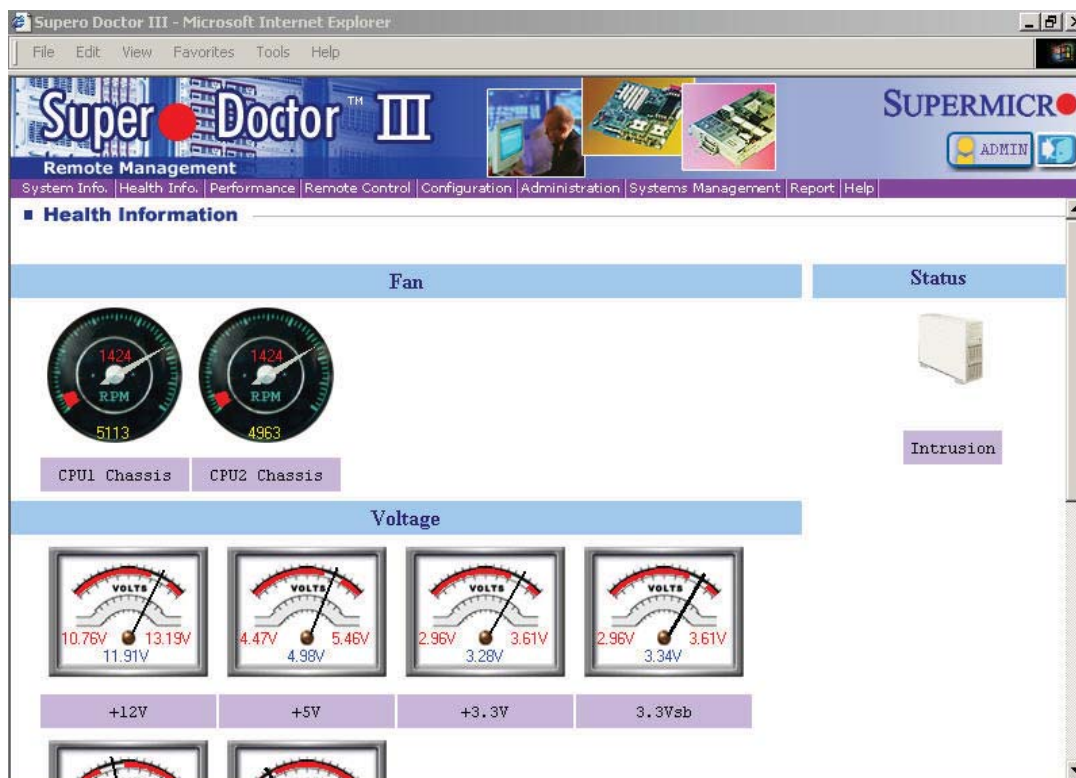 Supero Doctor III - Microsoft Internet Explorer
File Edit View Favorites Tools Help
Super Doctor ™ III
Remote Management
SUPERMICRO
ADMIN
System Info. Health Info. Performance Remote Control Configuration Administration Systems Management Report Help
Health Information
Fan
Status
1424
RPM
5113
1424
RPM
4963
CPU1 Chassis
CPU2 Chassis
Intrusion
Voltage
VOLTS
10.76V 13.19V
11.91V
VOLTS
4.47V 5.46V
4.98V
VOLTS
2.96V 3.61V
3.28V
VOLTS
2.96V 3.61V
3.34V
+12V
+5V
+3.3V
3.3Vsb